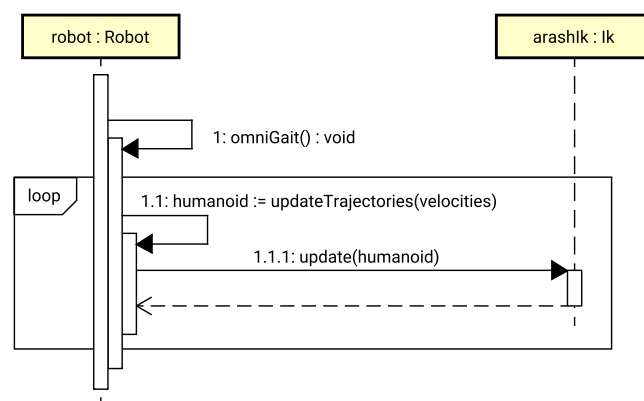 robot : Robot
arashIk : Ik
1: omniGait() : void
loop
1.1: humanoid := updateTrajectories(velocities)
1.1.1: update(humanoid)